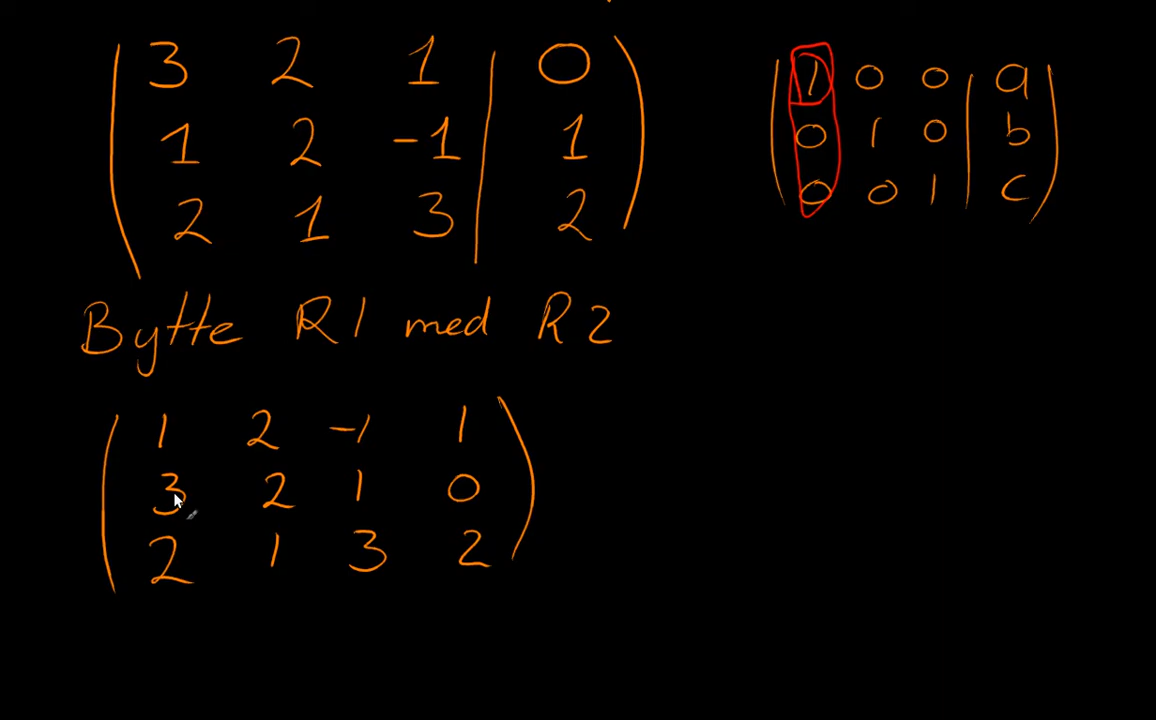 3 2 1 | 0
1 2 -1 | 1
2 1 3 | 2
1 0 0 | a
0 1 0 | b
0 0 1 | c
Bytte R1 med R2
1 2 -1 1
3 2 1 0
2 1 3 2